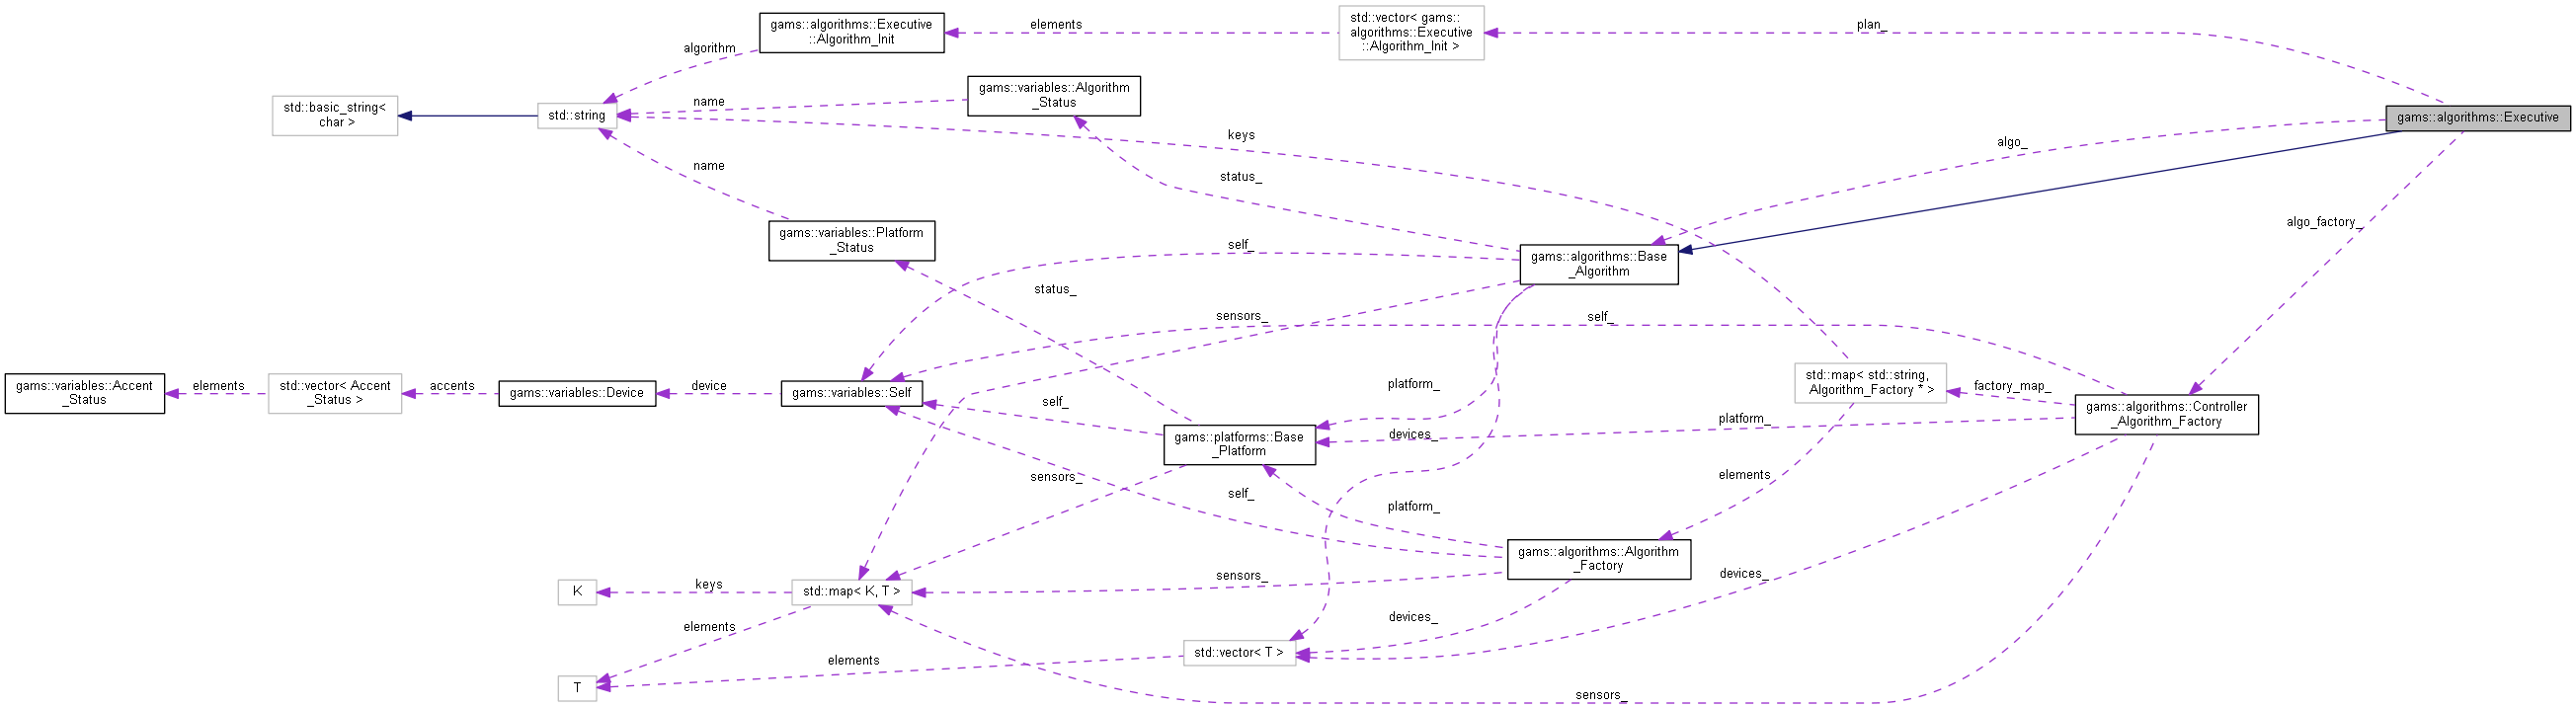 gams::algorithms::Executive
::Algorithm_Init
elements
std::vector< gams::
algorithms::Executive
::Algorithm_Init >
plan_
algorithm
std::basic_string<
char >
std::string
name
gams::variables::Algorithm
_Status
keys
algo_
gams::algorithms::Executive
name
status_
gams::variables::Platform
_Status
self_
gams::algorithms::Base
_Algorithm
algo_factory_
status_
sensors_
self_
gams::variables::Accent
_Status
elements
std::vector< Accent
_Status >
accents
gams::variables::Device
device
gams::variables::Self
self_
platform_
std::map< std::string,
Algorithm_Factory * >
factory_map_
gams::algorithms::Controller
_Algorithm_Factory
gams::platforms::Base
_Platform
devices_
platform_
sensors_
self_
platform_
elements
gams::algorithms::Algorithm
_Factory
K
keys
std::map< K, T >
sensors_
devices_
elements
devices_
std::vector< T >
elements
T
sensors_